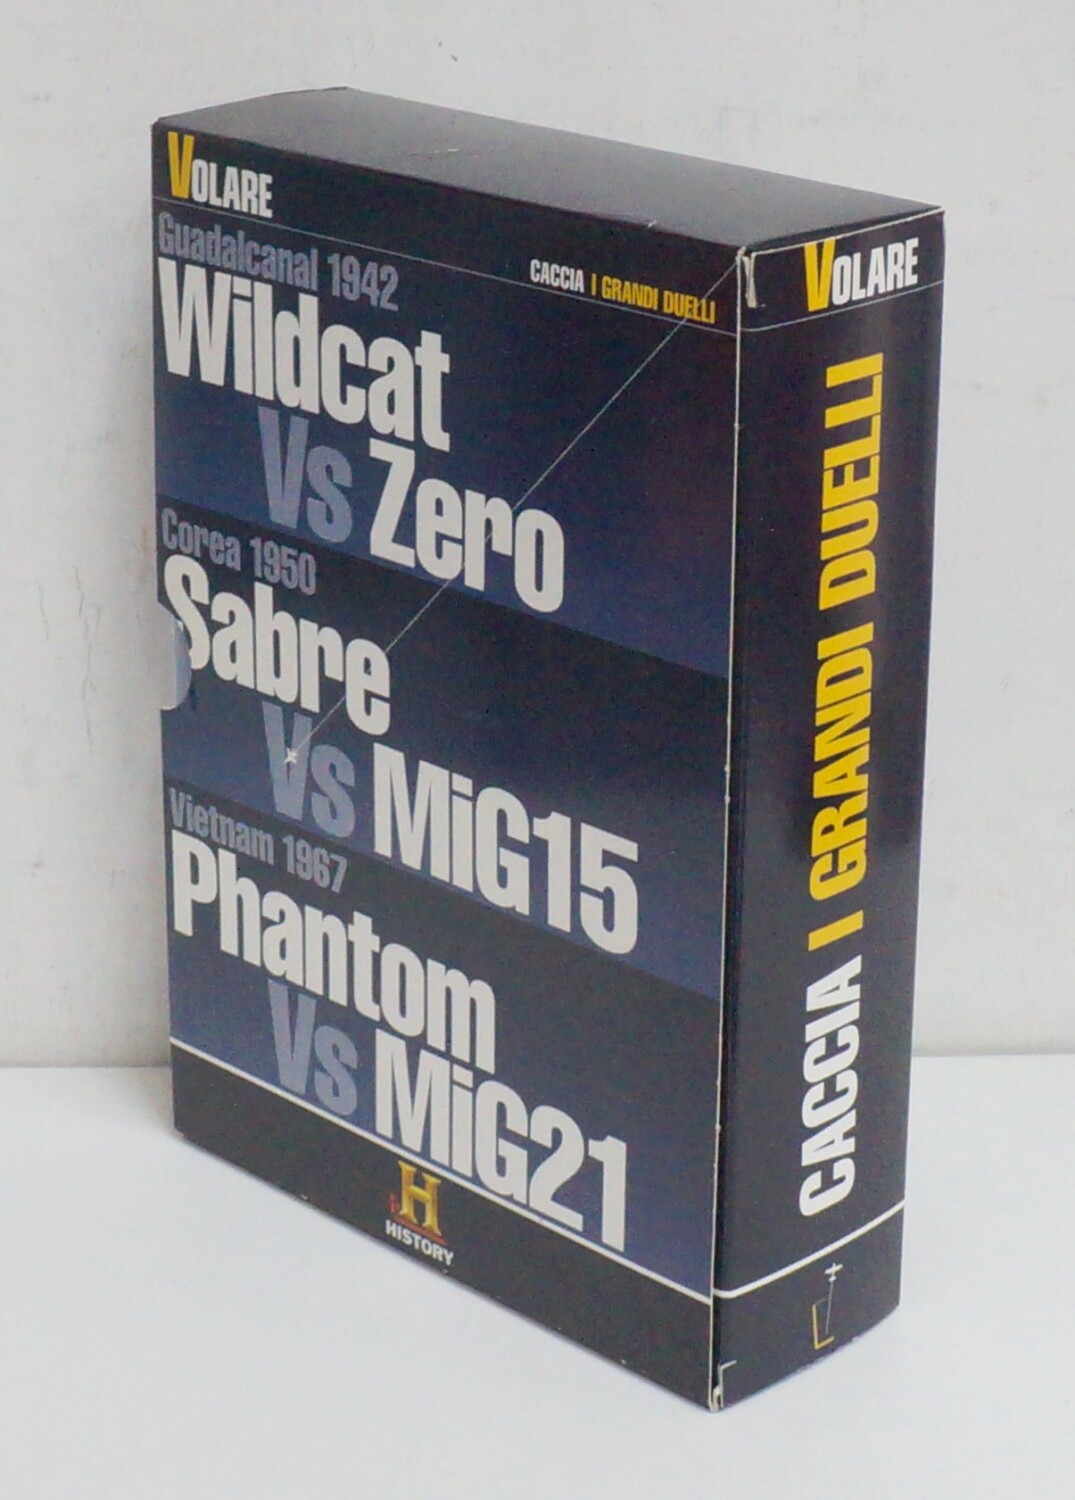 VOLARE
CACCIA I GRANDI DUELLI
Guadalcanal 1942
Wildcat
Vs Zero
Corea 1950
Sabre
Vs MiG15
Vietnam 1967
Phantom
Vs MiG21
H
HISTORY
VOLARE
CACCIA I GRANDI DUELLI